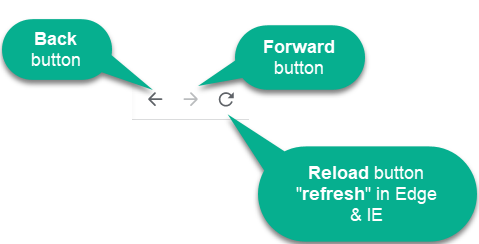 Back
button
Forward
button
Reload button
"refresh" in Edge
& IE